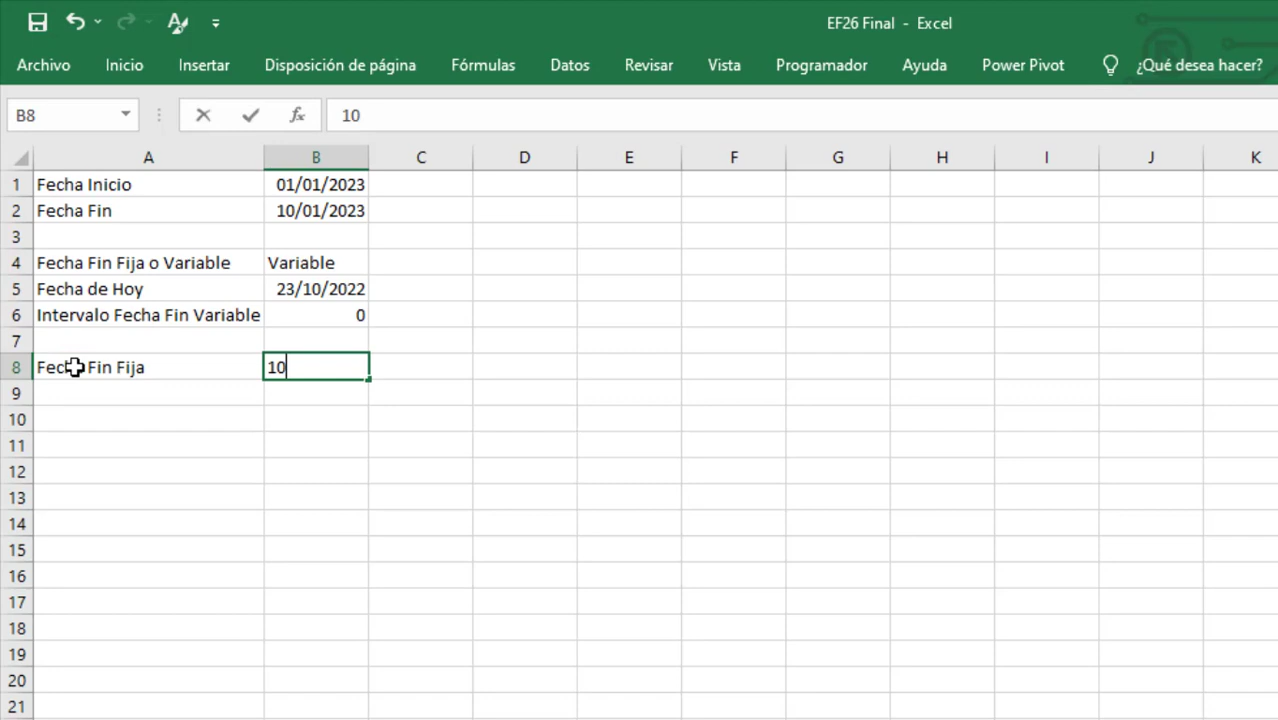 EF26 Final - Excel
Archivo Inicio Insertar Disposición de página Fórmulas Datos Revisar Vista Programador Ayuda Power Pivot ¿Qué desea hacer?
B8 fx 10
A B C D E F G H I J K
1 Fecha Inicio 01/01/2023
2 Fecha Fin 10/01/2023
3
4 Fecha Fin Fija o Variable Variable
5 Fecha de Hoy 23/10/2022
6 Intervalo Fecha Fin Variable 0
7
8 Fecha Fin Fija 10
9
10
11
12
13
14
15
16
17
18
19
20
21